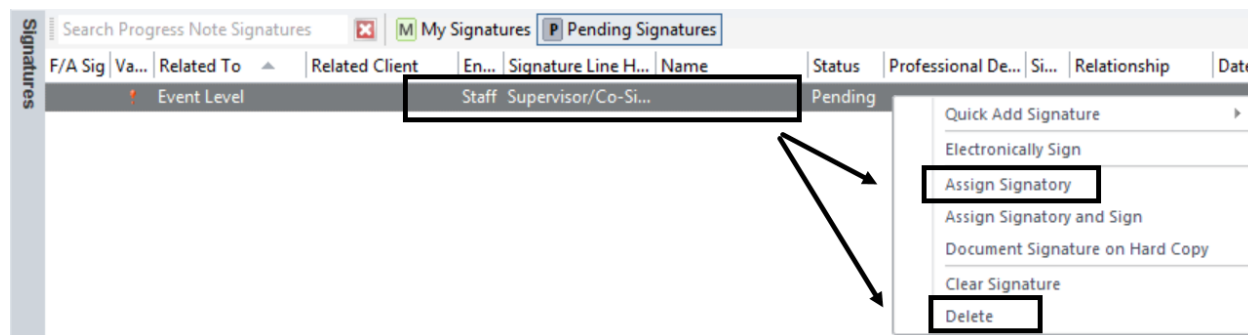 Signatures
Search Progress Note Signatures M My Signatures P Pending Signatures
F/A Sig Va... Related To Related Client En... Signature Line H... Name Status Professional De... Si... Relationship Date
Event Level Staff Supervisor/Co-Si... Pending
Quick Add Signature
Electronically Sign
Assign Signatory
Assign Signatory and Sign
Document Signature on Hard Copy
Clear Signature
Delete